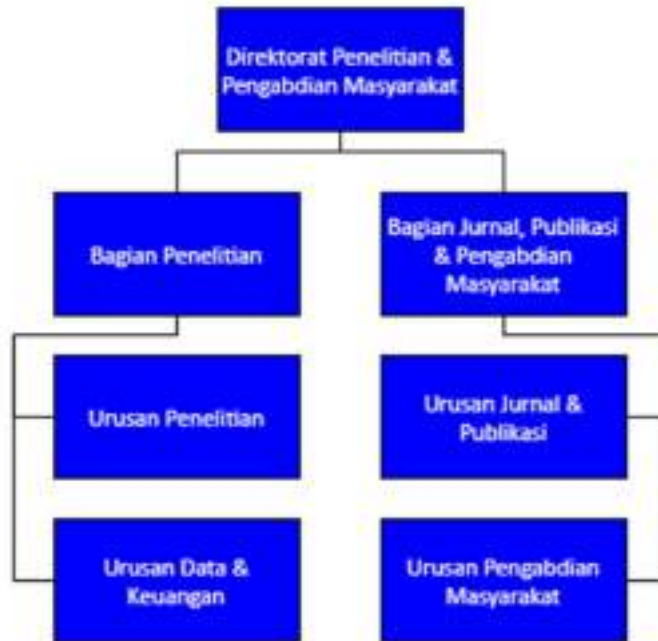 Direktorat Penelitian &
Pengabdian Masyarakat
Bagian Penelitian
Bagian Jurnal, Publikasi
& Pengabdian
Masyarakat
Urusan Penelitian
Urusan Jurnal &
Publikasi
Urusan Data &
Keuangan
Urusan Pengabdian
Masyarakat